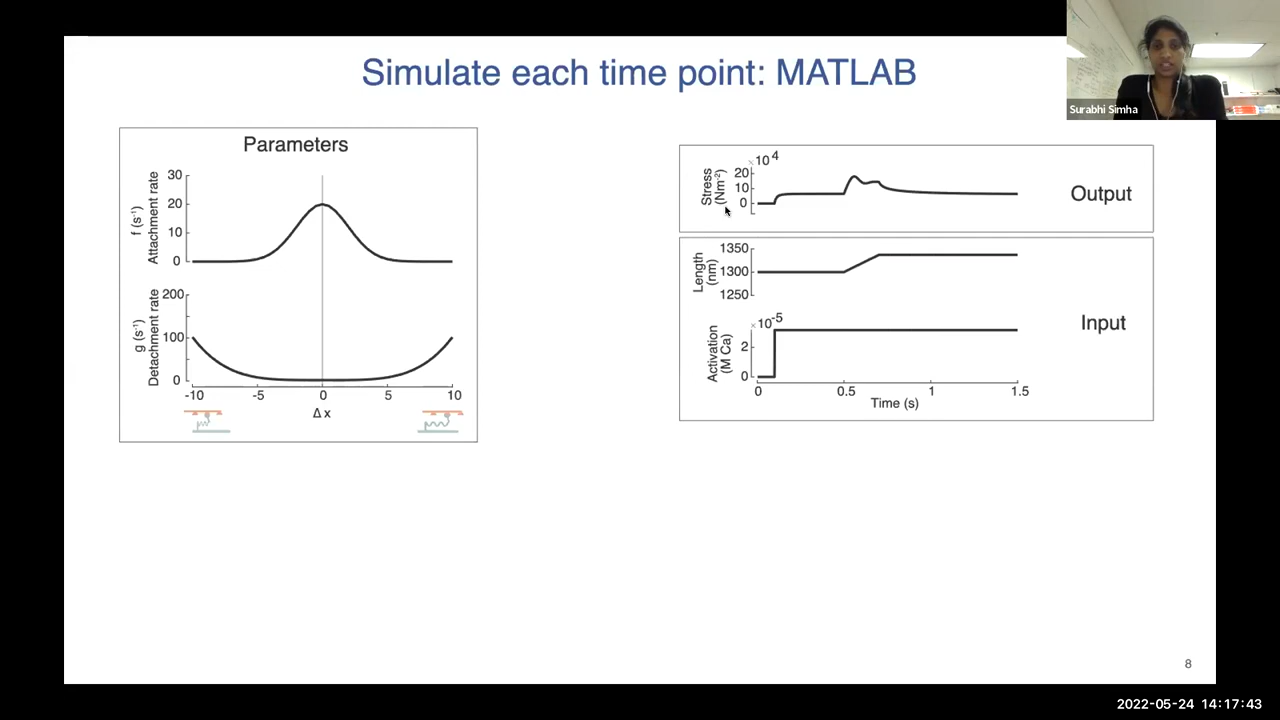 Simulate each time point: MATLAB
Surabhi Simha
Parameters
f (s⁻¹)
Attachment rate
30
20
10
0
g (s⁻¹)
Detachment rate
200
100
0
-10 -5 0 5 10
Δ x
Stress
(Nm⁻²)
× 10⁴
20
10
0
Output
Length
(nm)
1350
1300
1250
Activation
(M Ca)
×10⁻⁵
2
0
0 0.5 1 1.5
Time (s)
Input
8
2022-05-24 14:17:43